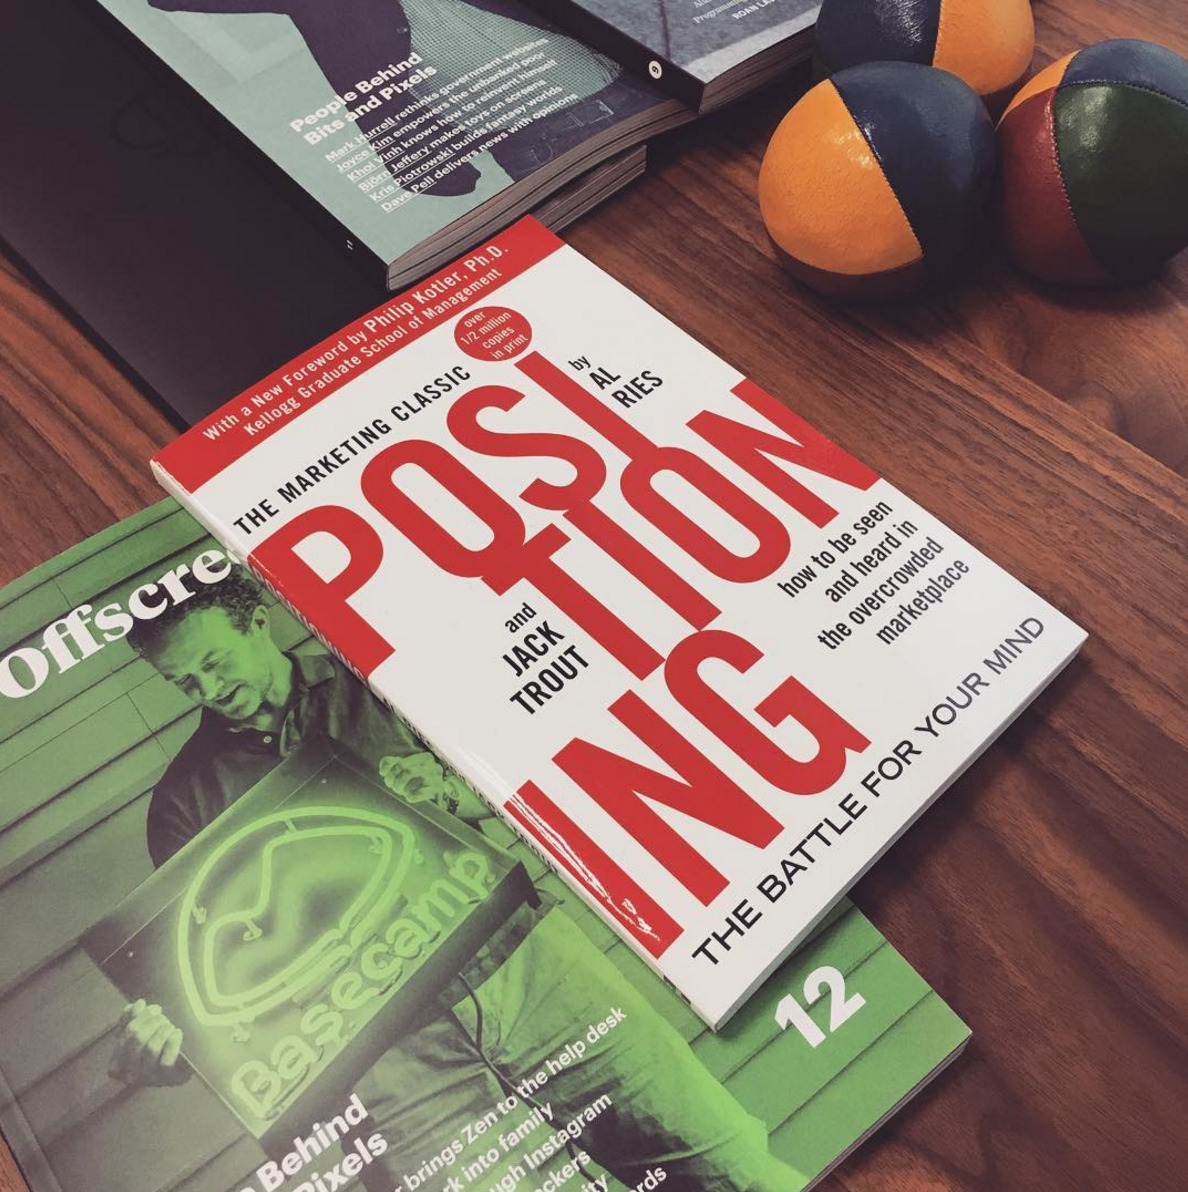 People Behind
Bits and Pixels
Mark Hurrell rethinks government websites
Joyce Kim empowers the unbanked poor
Khoi Vinh knows how to reinvent himself
Björn Jeffery makes toys on screens
Kris Piotrowski builds fantasy worlds
Dave Pell delivers news with opinions
9
With a New Foreword by Philip Kotler, Ph.D.
Kellogg Graduate School of Management
over
1/2 million
copies
in print
THE MARKETING CLASSIC
by
AL
RIES
POSI
TION
ING
and
JACK
TROUT
how to be seen
and heard in
the overcrowded
marketplace
THE BATTLE FOR YOUR MIND
Offscre
Basecamp
12
Behind
Pixels
brings Zen to the help desk
into family
Instagram